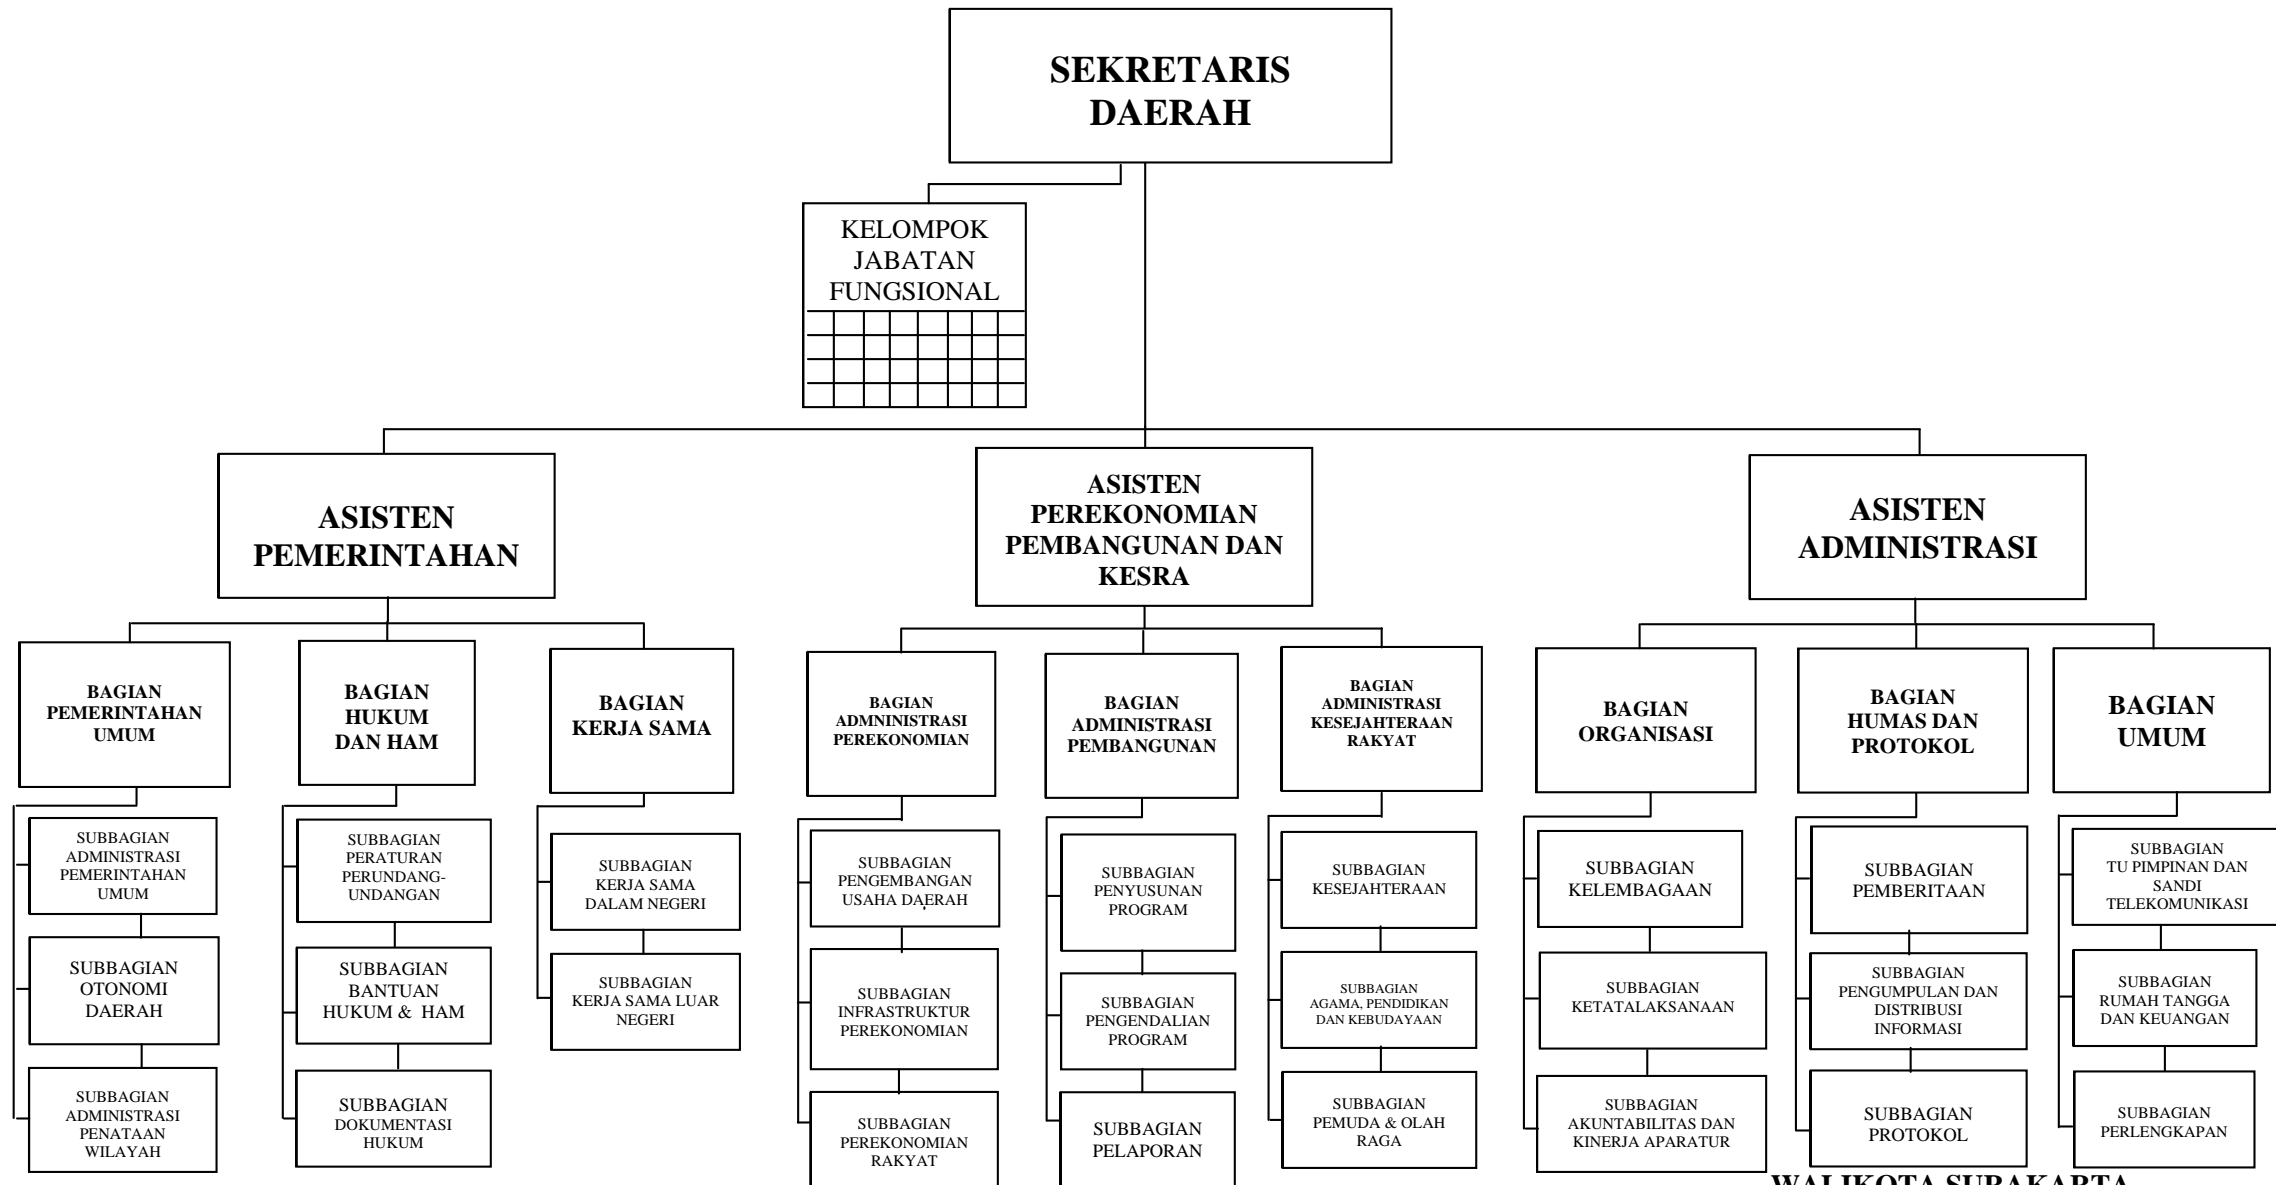 SEKRETARIS
DAERAH
KELOMPOK
JABATAN
FUNGSIONAL
ASISTEN
PEMERINTAHAN
ASISTEN
PEREKONOMIAN
PEMBANGUNAN DAN
KESRA
ASISTEN
ADMINISTRASI
BAGIAN
PEMERINTAHAN
UMUM
BAGIAN
HUKUM
DAN HAM
BAGIAN
KERJA SAMA
BAGIAN
ADMNINISTRASI
PEREKONOMIAN
BAGIAN
ADMINISTRASI
PEMBANGUNAN
BAGIAN
ADMINISTRASI
KESEJAHTERAAN
RAKYAT
BAGIAN
ORGANISASI
BAGIAN
HUMAS DAN
PROTOKOL
BAGIAN
UMUM
SUBBAGIAN
ADMINISTRASI
PEMERINTAHAN
UMUM
SUBBAGIAN
OTONOMI
DAERAH
SUBBAGIAN
ADMINISTRASI
PENATAAN
WILAYAH
SUBBAGIAN
PERATURAN
PERUNDANG-
UNDANGAN
SUBBAGIAN
BANTUAN
HUKUM & HAM
SUBBAGIAN
DOKUMENTASI
HUKUM
SUBBAGIAN
KERJA SAMA
DALAM NEGERI
SUBBAGIAN
KERJA SAMA LUAR
NEGERI
SUBBAGIAN
PENGEMBANGAN
USAHA DAERAH
SUBBAGIAN
INFRASTRUKTUR
PEREKONOMIAN
SUBBAGIAN
PEREKONOMIAN
RAKYAT
SUBBAGIAN
PENYUSUNAN
PROGRAM
SUBBAGIAN
PENGENDALIAN
PROGRAM
SUBBAGIAN
PELAPORAN
SUBBAGIAN
KESEJAHTERAAN
SUBBAGIAN
AGAMA, PENDIDIKAN
DAN KEBUDAYAAN
SUBBAGIAN
PEMUDA & OLAH
RAGA
SUBBAGIAN
KELEMBAGAAN
SUBBAGIAN
KETATALAKSANAAN
SUBBAGIAN
AKUNTABILITAS DAN
KINERJA APARATUR
SUBBAGIAN
PEMBERITAAN
SUBBAGIAN
PENGUMPULAN DAN
DISTRIBUSI
INFORMASI
SUBBAGIAN
PROTOKOL
SUBBAGIAN
TU PIMPINAN DAN
SANDI
TELEKOMUNIKASI
SUBBAGIAN
RUMAH TANGGA
DAN KEUANGAN
SUBBAGIAN
PERLENGKAPAN
WALIKOTA SURAKARTA